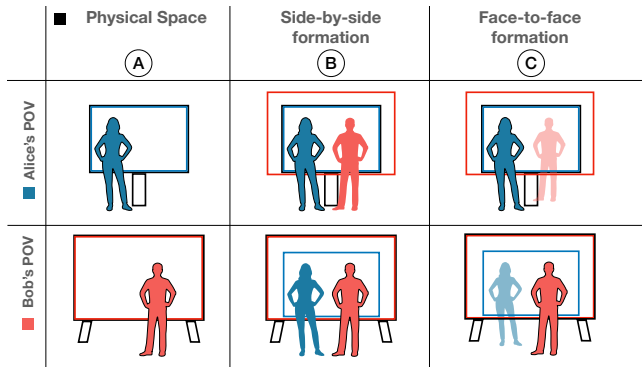 Physical Space
Side-by-side
formation
Face-to-face
formation
A
B
C
Alice's POV
Bob's POV